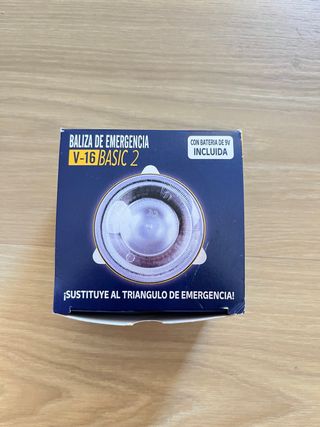 BALIZA DE EMERGENCIA
V-16 BASIC 2
CON BATERIA DE 9V
INCLUIDA
¡SUSTITUYE AL TRIANGULO DE EMERGENCIA!